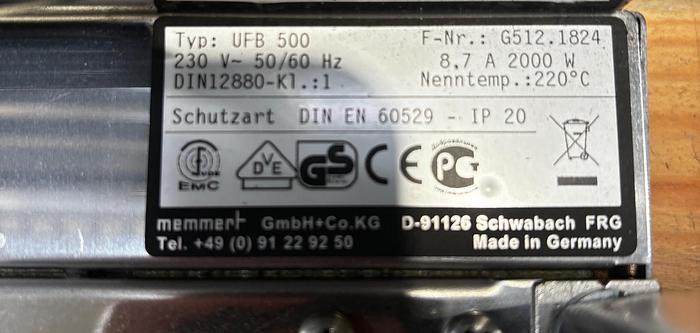 Typ: UFB 500 F-Nr.: G512.1824
230 V~ 50/60 Hz 8,7 A 2000 W
DIN12880-Kl.:1 Nenntemp.:220°C
Schutzart DIN EN 60529 - IP 20
VDE
EMC
DVE
GS
CE
PG
memmert GmbH+Co.KG D-91126 Schwabach FRG
Tel. +49 (0) 91 22 92 50 Made in Germany